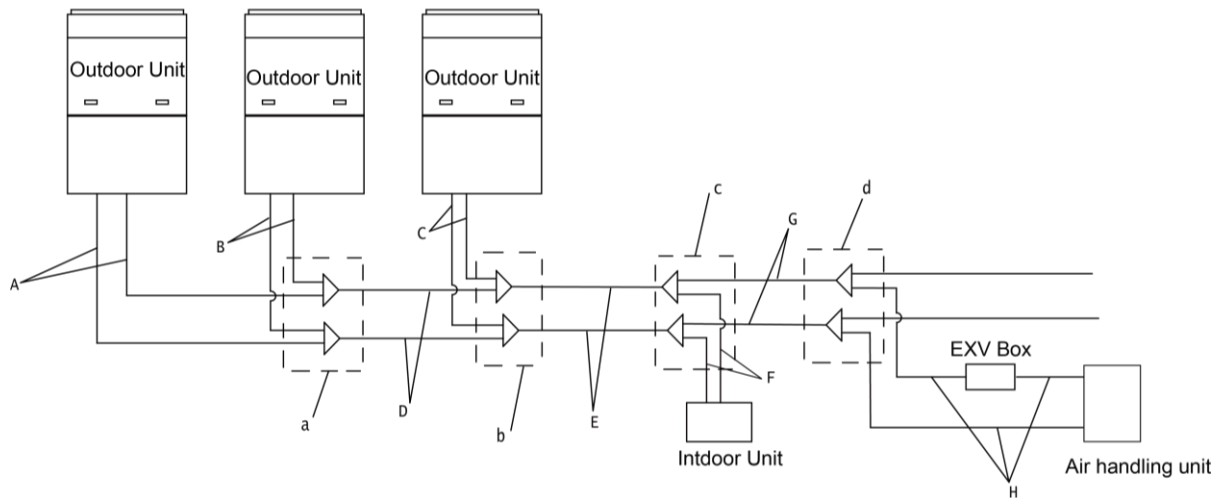 Outdoor Unit
Outdoor Unit
Outdoor Unit
A
B
C
c
d
G
a
D
b
E
F
Intdoor Unit
EXV Box
H
Air handling unit